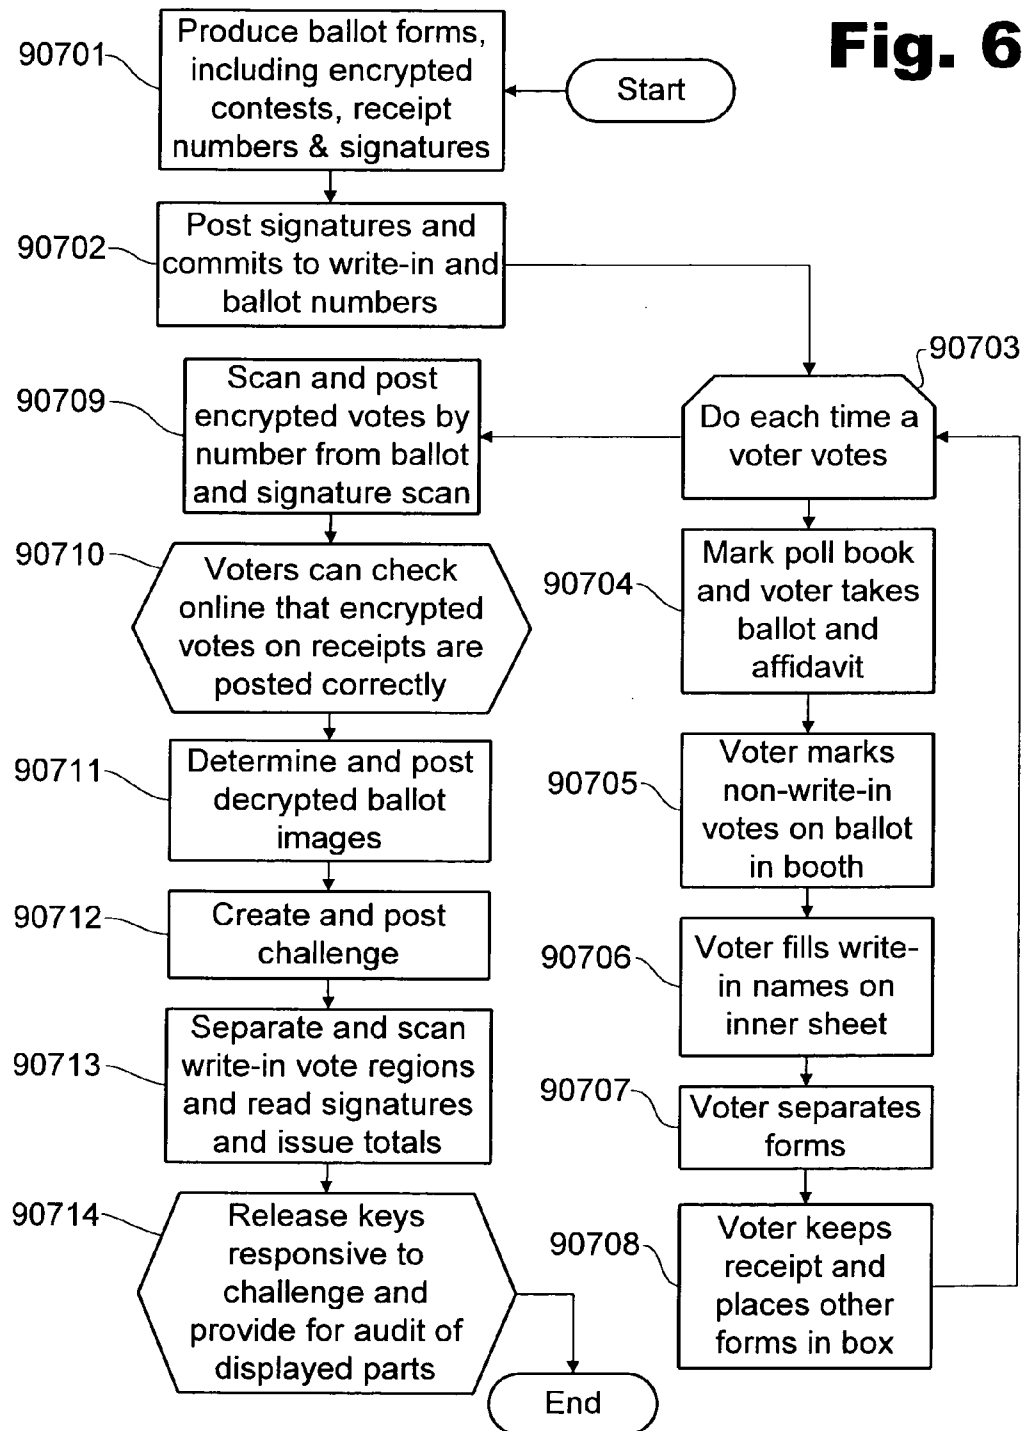 Fig. 6
Start
90701
Produce ballot forms,
including encrypted
contests, receipt
numbers & signatures
90702
Post signatures and
commits to write-in and
ballot numbers
90703
Do each time a
voter votes
90704
Mark poll book
and voter takes
ballot and
affidavit
90705
Voter marks
non-write-in
votes on ballot
in booth
90706
Voter fills write-
in names on
inner sheet
90707
Voter separates
forms
90708
Voter keeps
receipt and
places other
forms in box
90709
Scan and post
encrypted votes by
number from ballot
and signature scan
90710
Voters can check
online that encrypted
votes on receipts are
posted correctly
90711
Determine and post
decrypted ballot
images
90712
Create and post
challenge
90713
Separate and scan
write-in vote regions
and read signatures
and issue totals
90714
Release keys
responsive to
challenge and
provide for audit of
displayed parts
End